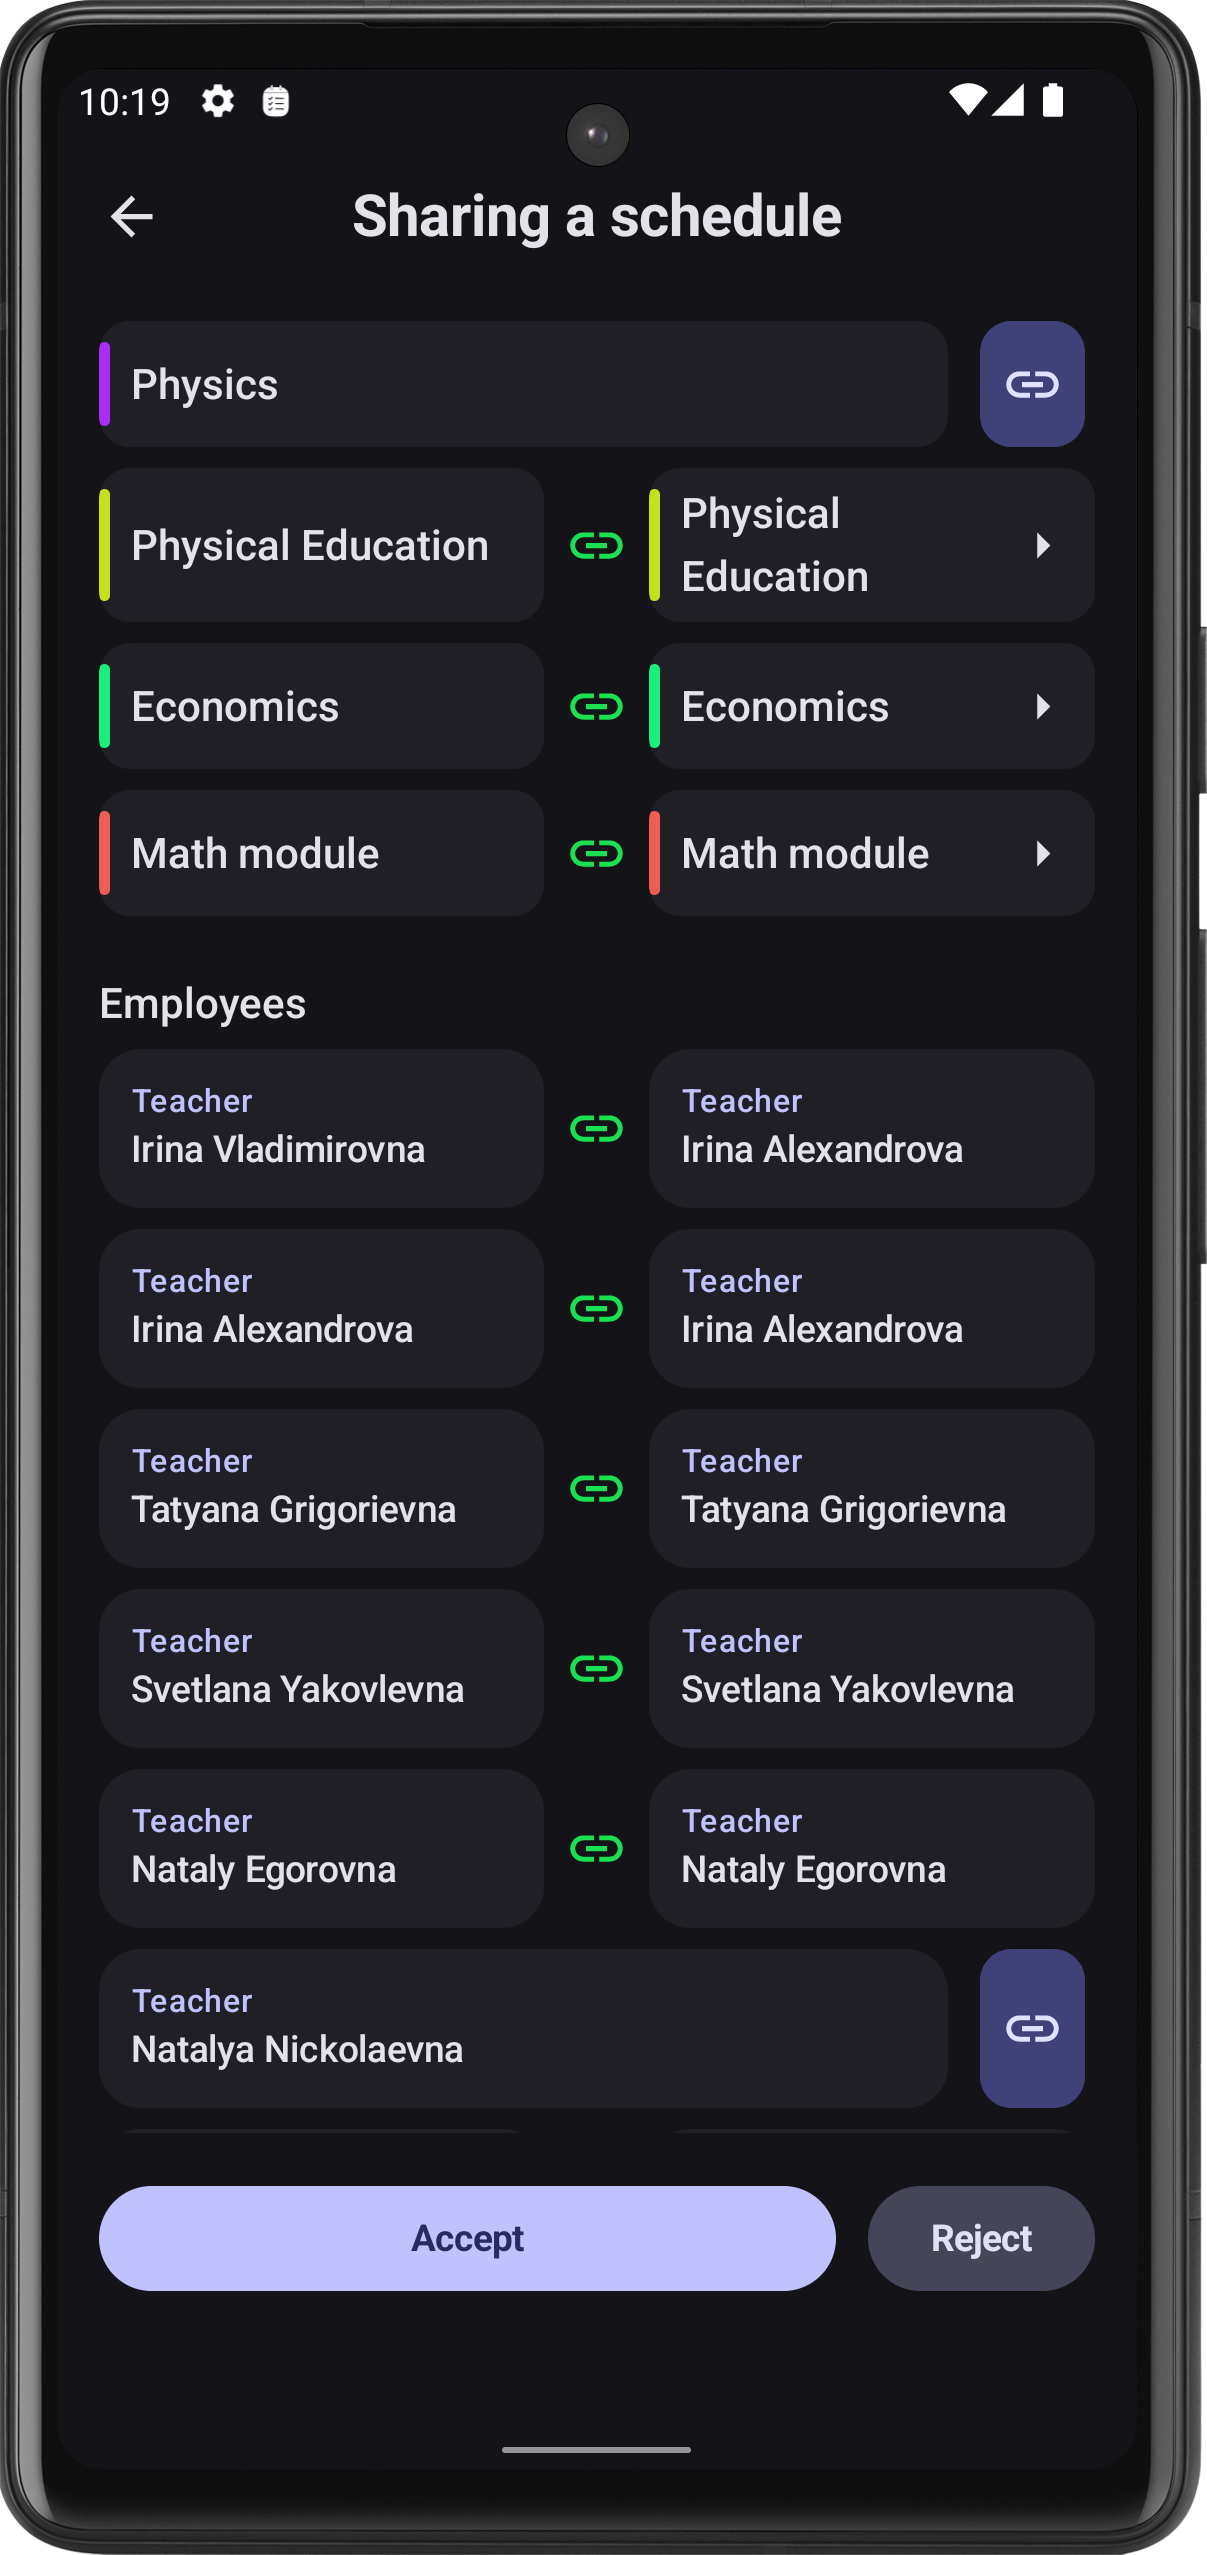 10:19
Sharing a schedule
Physics
Physical Education
Physical
Education
Economics
Economics
Math module
Math module
Employees
Teacher
Irina Vladimirovna
Teacher
Irina Alexandrova
Teacher
Irina Alexandrova
Teacher
Irina Alexandrova
Teacher
Tatyana Grigorievna
Teacher
Tatyana Grigorievna
Teacher
Svetlana Yakovlevna
Teacher
Svetlana Yakovlevna
Teacher
Nataly Egorovna
Teacher
Nataly Egorovna
Teacher
Natalya Nickolaevna
Accept
Reject